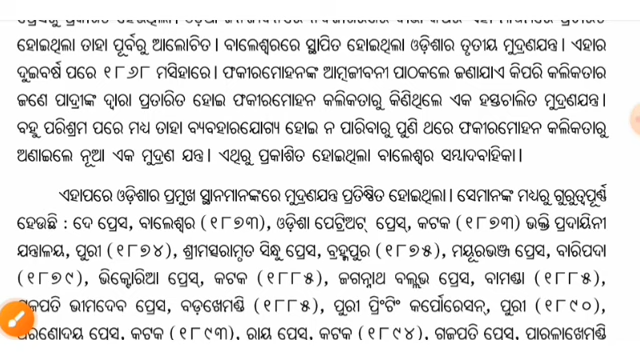 ହୋଇଥିଲା ତାହା ପୂର୍ବରୁ ଆଲୋଚିତ। ବାଲେଶ୍ୱରରେ ସ୍ଥାପିତ ହୋଇଥିଲା ଓଡ଼ିଶାର ତୃତୀୟ ମୁଦ୍ରଣଯନ୍ତ୍ର। ଏହାର
ଦୁଇବର୍ଷ ପରେ ୧୮୬୮ ମସିହାରେ। ଫକୀରମୋହନଙ୍କ ଆତ୍ମଜୀବନୀ ପାଠକଲେ ଜଣାଯାଏ କିପରି କଲିକତାର
ଜଣେ ପାଦ୍ରୀଙ୍କ ଦ୍ୱାରା ପ୍ରତାରିତ ହୋଇ ଫକୀରମୋହନ କଲିକତାରୁ କିଣିଥିଲେ ଏକ ହସ୍ତଚାଳିତ ମୁଦ୍ରଣଯନ୍ତ୍ର।
ବହୁ ପରିଶ୍ରମ ପରେ ମଧ୍ୟ ତାହା ବ୍ୟବହାରଯୋଗ୍ୟ ହୋଇ ନ ପାରିବାରୁ ପୁଣି ଥରେ ଫକୀରମୋହନ କଲିକତାରୁ
ଅଣାଇଲେ ନୂଆ ଏକ ମୁଦ୍ରଣ ଯନ୍ତ୍ର। ଏଥିରୁ ପ୍ରକାଶିତ ହୋଇଥିଲା ବାଲେଶ୍ୱର ସମ୍ବାଦବାହିକା।
ଏହାପରେ ଓଡ଼ିଶାର ପ୍ରମୁଖ ସ୍ଥାନମାନଙ୍କରେ ମୁଦ୍ରଣଯନ୍ତ୍ର ପ୍ରତିଷ୍ଠିତ ହୋଇଥିଲା। ସେମାନଙ୍କ ମଧ୍ୟରୁ ଗୁରୁତ୍ୱପୂର୍ଣ୍ଣ
ହେଉଛି : ଦେ ପ୍ରେସ, ବାଲେଶ୍ୱର (୧୮୭୩), ଓଡ଼ିଶା ପେଟ୍ରିଅଟ୍ ପ୍ରେସ୍, କଟକ (୧୮୭୩) ଭକ୍ତି ପ୍ରଦାୟିନୀ
ଯନ୍ତ୍ରାଳୟ, ପୁରୀ (୧୮୭୪), ଶ୍ରୀମତ୍ସରାମୃତ ସିନ୍ଧୁ ପ୍ରେସ, ବ୍ରହ୍ମପୁର (୧୮୭୫), ମୟୂରଭଞ୍ଜ ପ୍ରେସ, ବାରିପଦା
(୧୮୭୯), ଭିକ୍ଟୋରିଆ ପ୍ରେସ୍, କଟକ (୧୮୮୫), ଜଗନ୍ନାଥ ବଲ୍ଲଭ ପ୍ରେସ, ବାମଣ୍ଡା (୧୮୮୫),
ଭୀମଦେବ ପ୍ରେସ, ବଡ଼ଖେମଣ୍ଡି (୧୮୮୫), ପୁରୀ ପ୍ରିଂଟିଂ କର୍ପୋରେସନ୍, ପୁରୀ (୧୮୯୦),
ପ୍ରେସ, କଟକ (୧୮୯୩), ରାୟ ପ୍ରେସ, କଟକ (୧୮୯୪), ଗଜପତି ପ୍ରେସ, ପାରଳାଖେମଣ୍ଡି